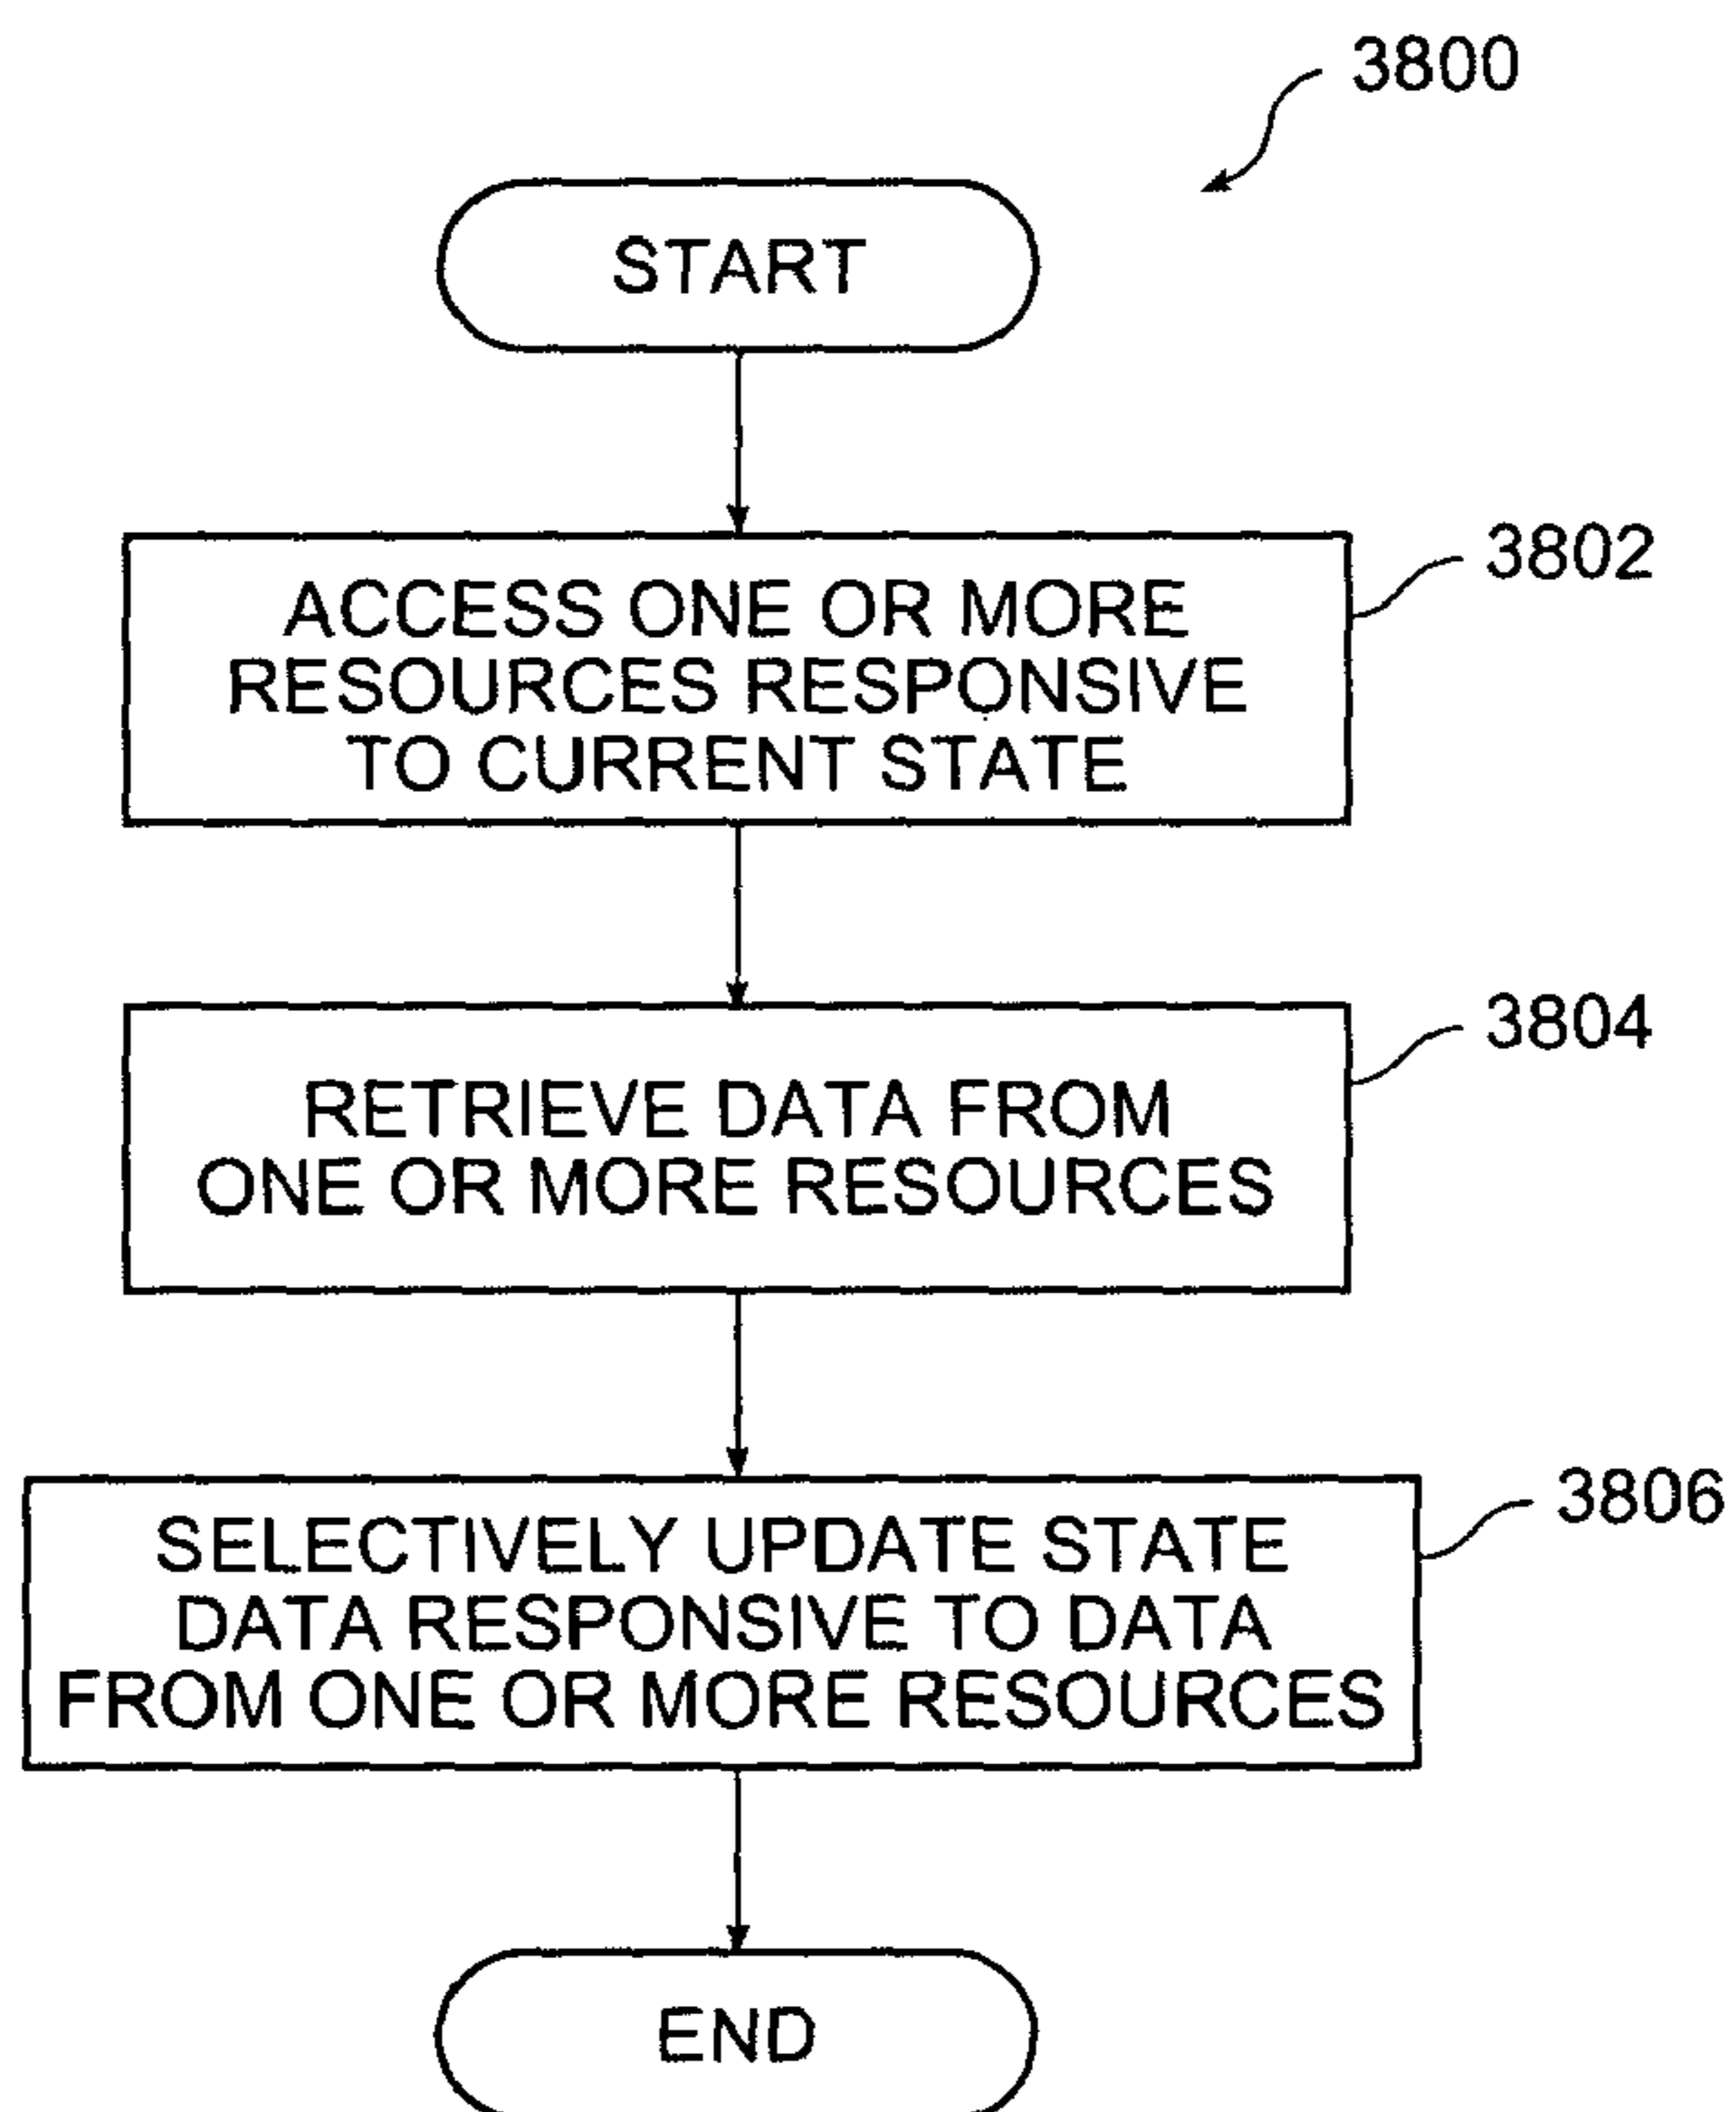 3800
START
3802
ACCESS ONE OR MORE
RESOURCES RESPONSIVE
TO CURRENT STATE
3804
RETRIEVE DATA FROM
ONE OR MORE RESOURCES
3806
SELECTIVELY UPDATE STATE
DATA RESPONSIVE TO DATA
FROM ONE OR MORE RESOURCES
END